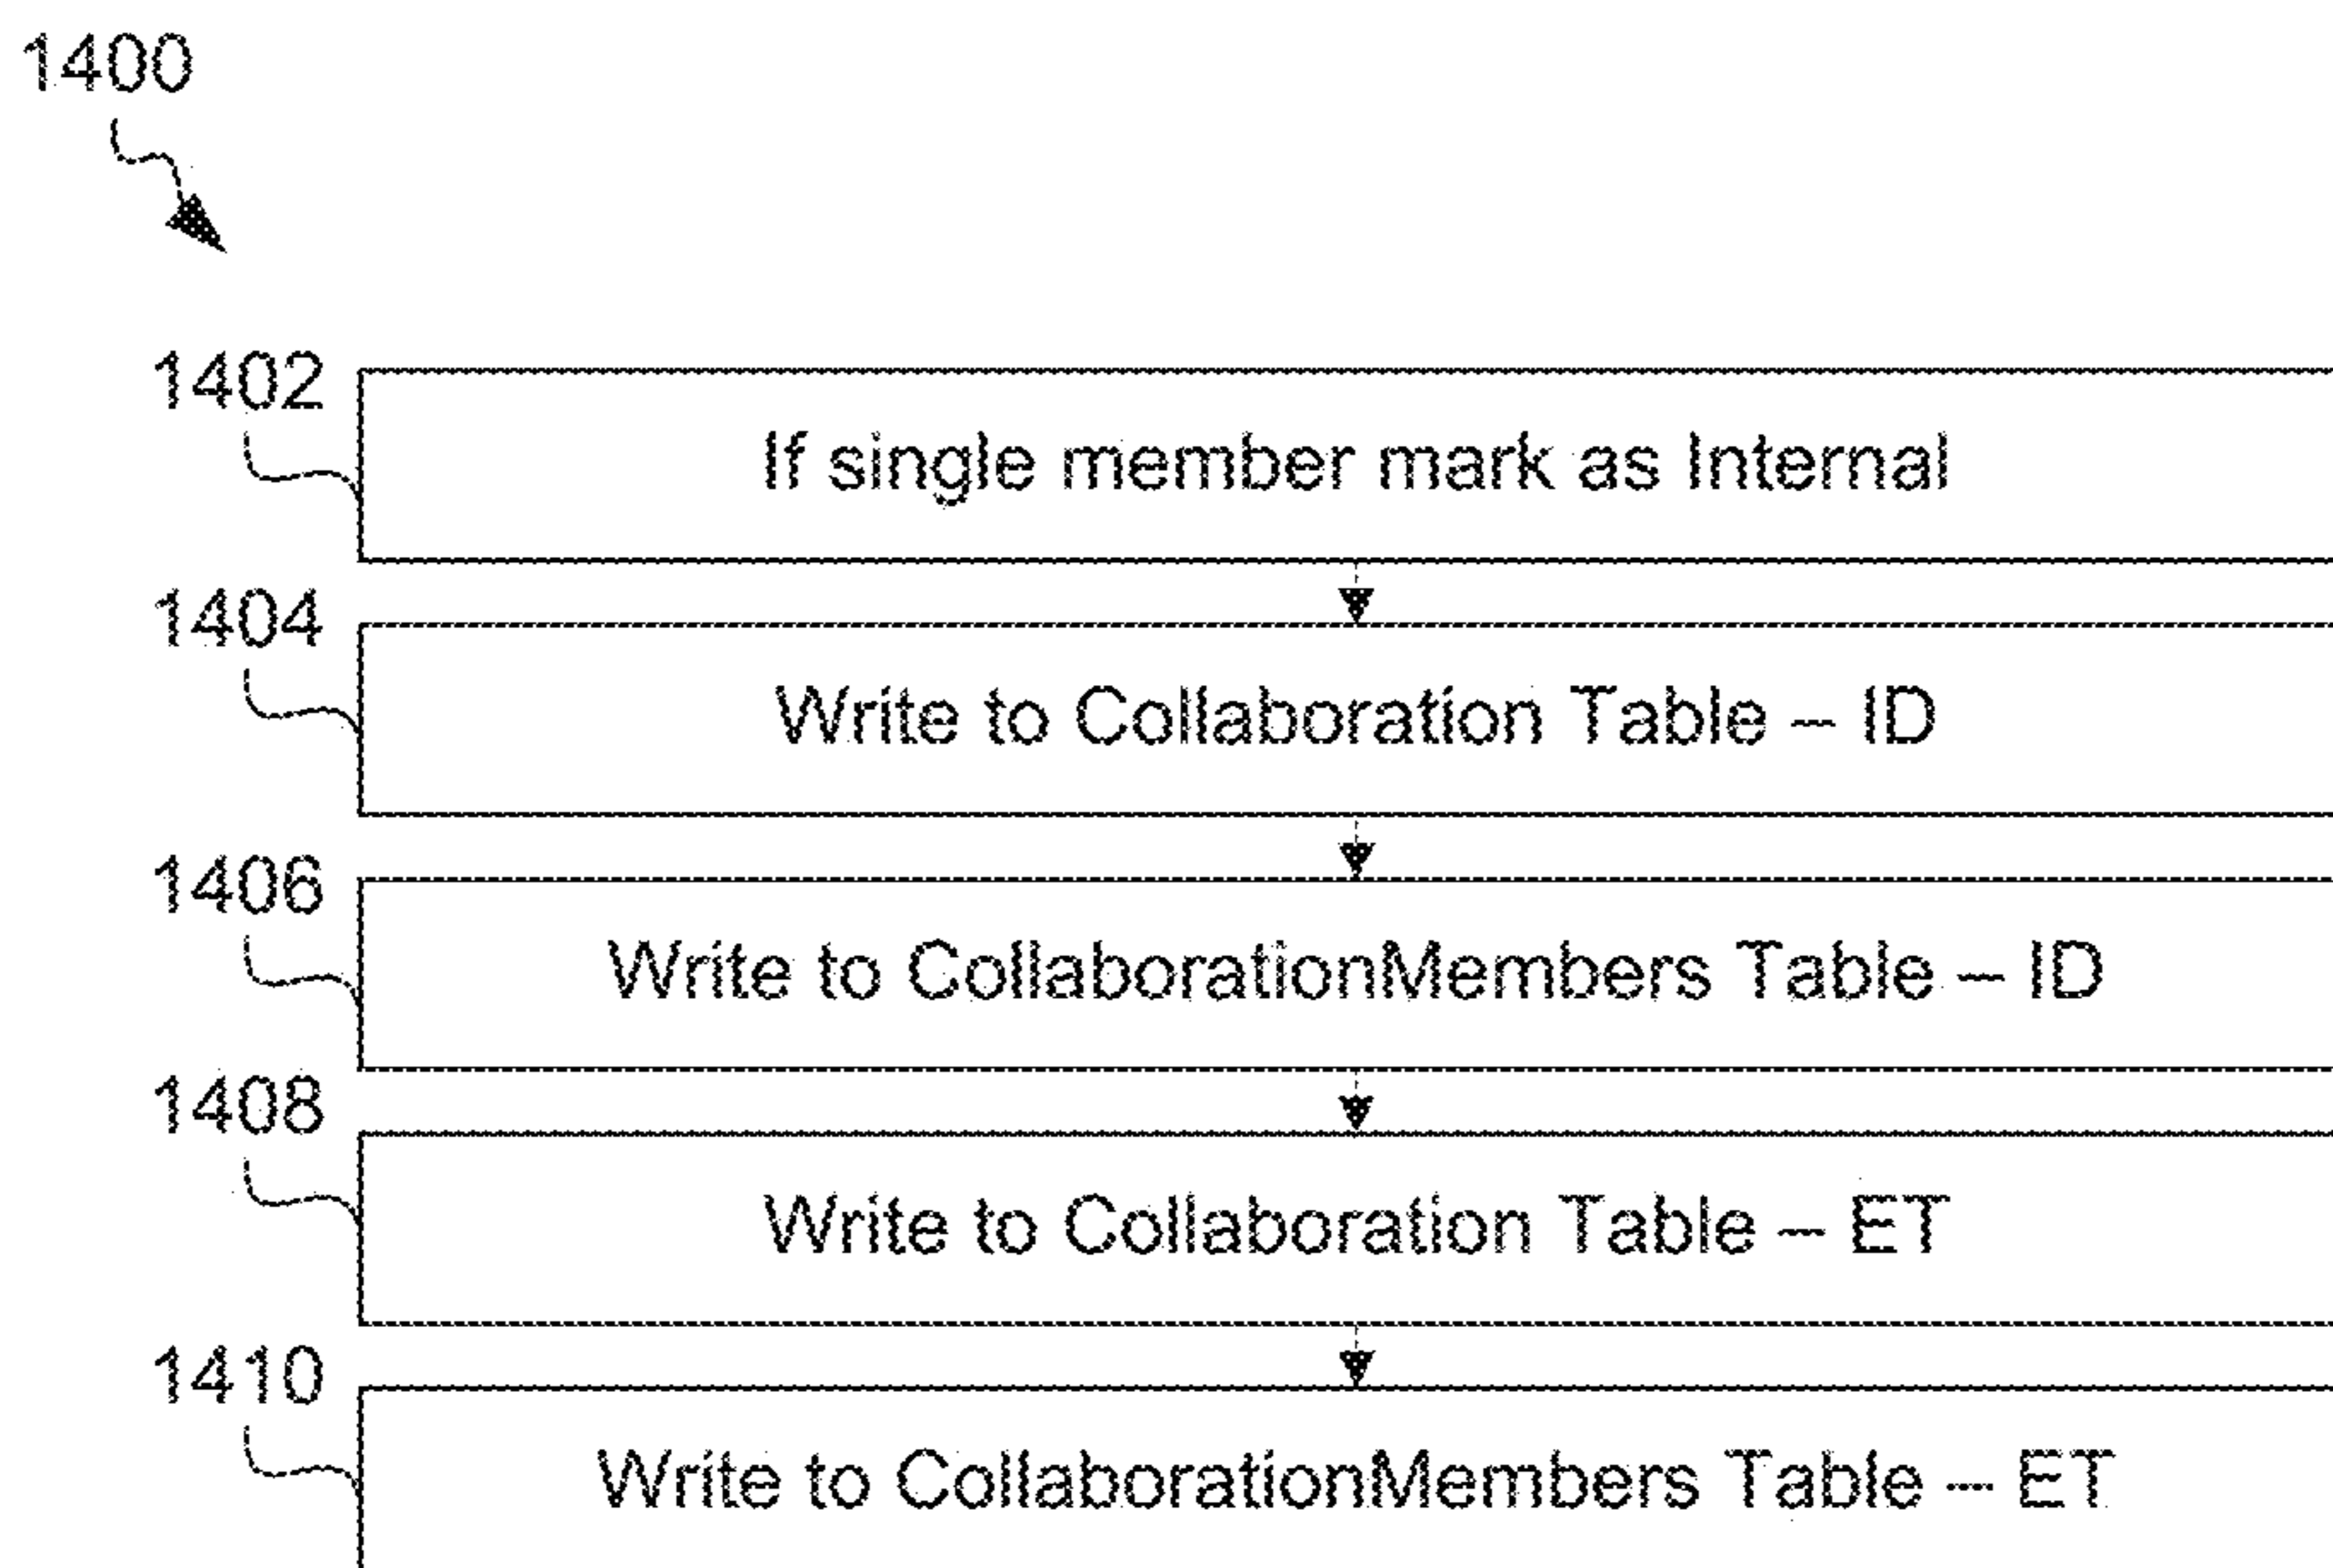 1400
1402
If single member mark as Internal
1404
Write to Collaboration Table – ID
1406
Write to CollaborationMembers Table – ID
1408
Write to Collaboration Table – ET
1410
Write to CollaborationMembers Table – ET